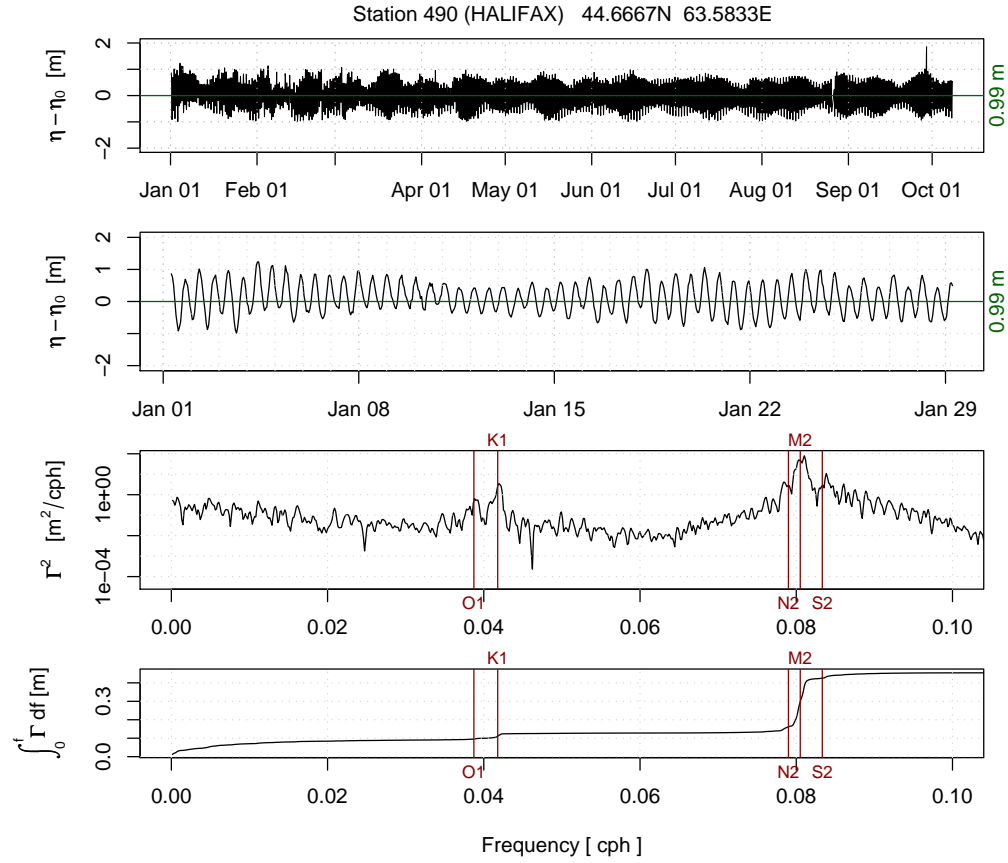 Station 490 (HALIFAX) 44.6667N 63.5833E
η − η0 [m]
2
0
−2
0.99 m
Jan 01 Feb 01 Apr 01 May 01 Jun 01 Jul 01 Aug 01 Sep 01 Oct 01
η − η0 [m]
2
1
0
−2
0.99 m
Jan 01 Jan 08 Jan 15 Jan 22 Jan 29
K1 M2
Γ² [m²/cph]
1e+00
1e−04
O1 N2 S2
0.00 0.02 0.04 0.06 0.08 0.10
K1 M2
∫₀ᶠ Γ df [m]
0.3
0.0
O1 N2 S2
0.00 0.02 0.04 0.06 0.08 0.10
Frequency [ cph ]